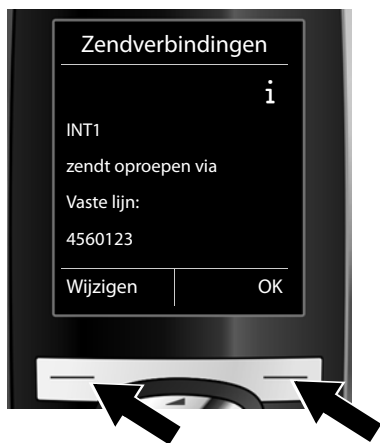 Zendverbindingen
i
INT1
zendt oproepen via
Vaste lijn:
4560123
Wijzigen OK